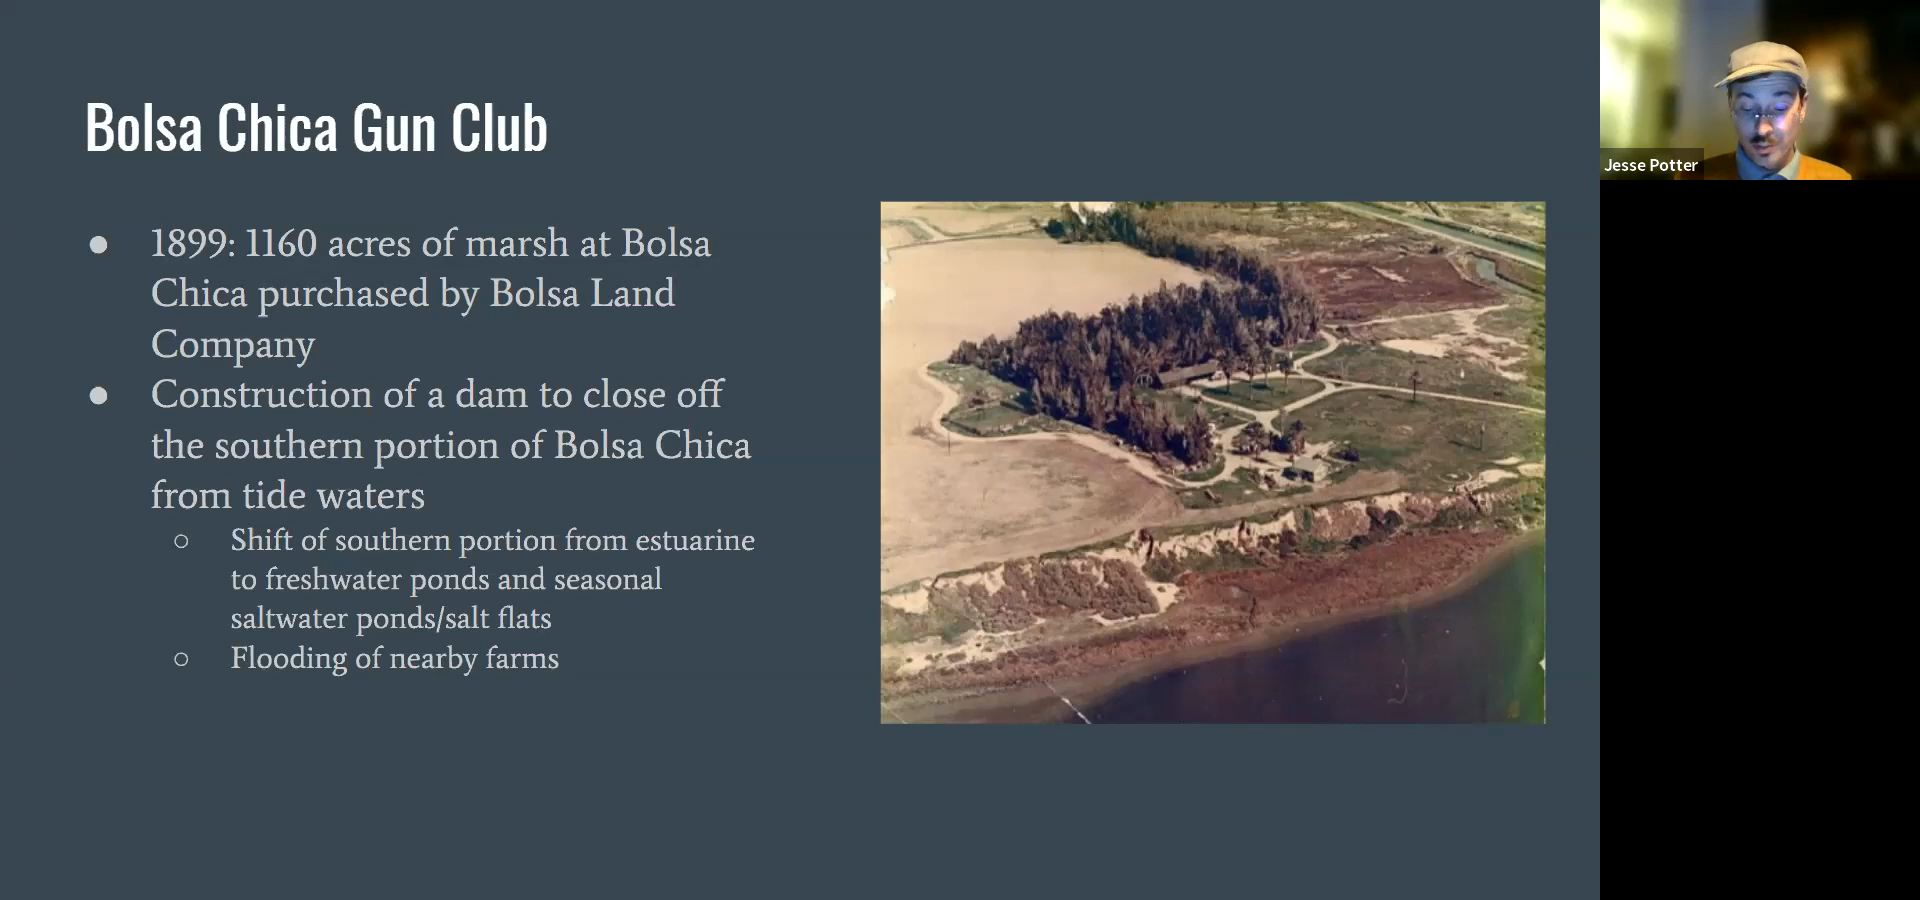 Bolsa Chica Gun Club
● 1899: 1160 acres of marsh at Bolsa
Chica purchased by Bolsa Land
Company
● Construction of a dam to close off
the southern portion of Bolsa Chica
from tide waters
○ Shift of southern portion from estuarine
to freshwater ponds and seasonal
saltwater ponds/salt flats
○ Flooding of nearby farms
Jesse Potter